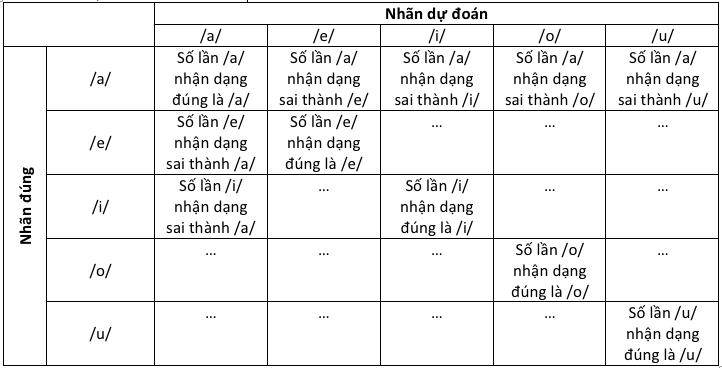 Nhãn dự đoán
/a/ /e/ /i/ /o/ /u/
Nhãn đúng
/a/
Số lần /a/
nhận dạng
đúng là /a/
Số lần /a/
nhận dạng
sai thành /e/
Số lần /a/
nhận dạng
sai thành /i/
Số lần /a/
nhận dạng
sai thành /o/
Số lần /a/
nhận dạng
sai thành /u/
/e/
Số lần /e/
nhận dạng
sai thành /a/
Số lần /e/
nhận dạng
đúng là /e/
...
...
...
/i/
Số lần /i/
nhận dạng
sai thành /a/
...
Số lần /i/
nhận dạng
đúng là /i/
...
...
/o/
...
...
...
Số lần /o/
nhận dạng
đúng là /o/
...
/u/
...
...
...
...
Số lần /u/
nhận dạng
đúng là /u/